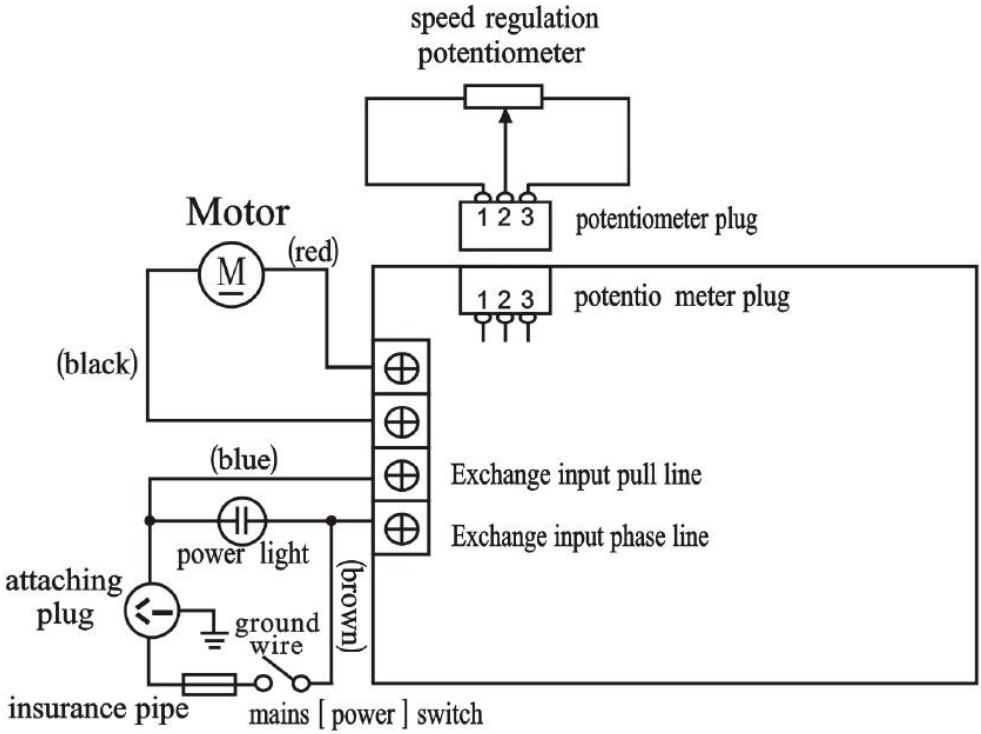 speed regulation
potentiometer
1 2 3
potentiometer plug
Motor
(red)
M
1 2 3
potentio meter plug
(black)
(blue)
Exchange input pull line
power light
Exchange input phase line
attaching
plug
(brown)
ground
wire
insurance pipe
mains [ power ] switch